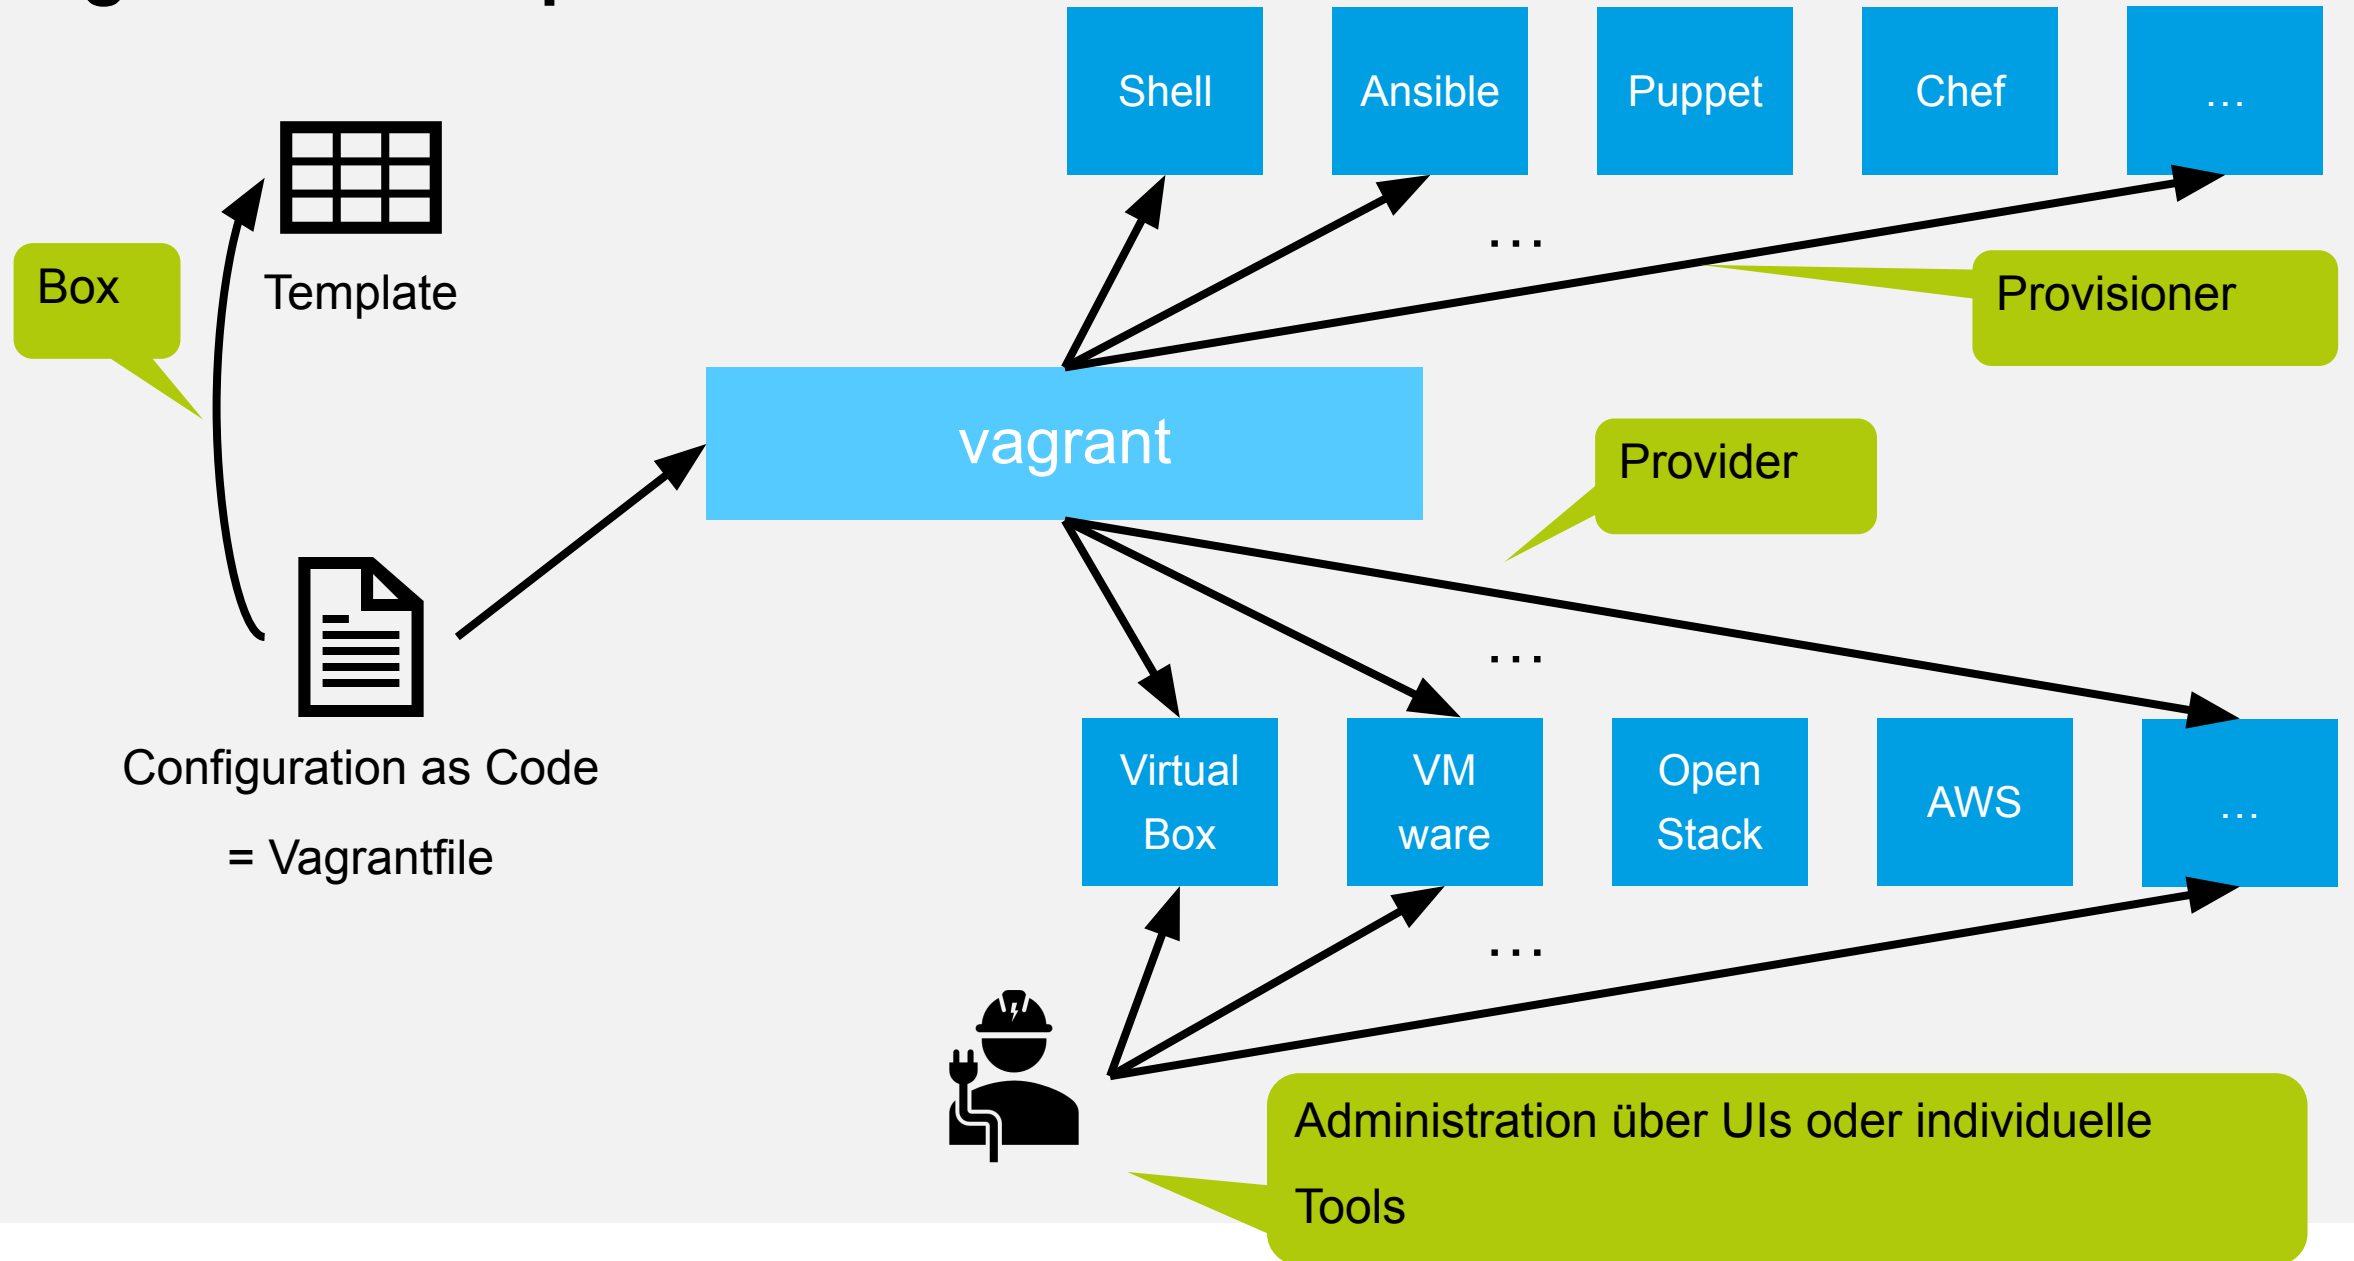 Shell
Ansible
Puppet
Chef
...
...
Box
Template
Provisioner
vagrant
Provider
...
Virtual
Box
VM
ware
Open
Stack
AWS
...
Configuration as Code
= Vagrantfile
...
Administration über UIs oder individuelle
Tools